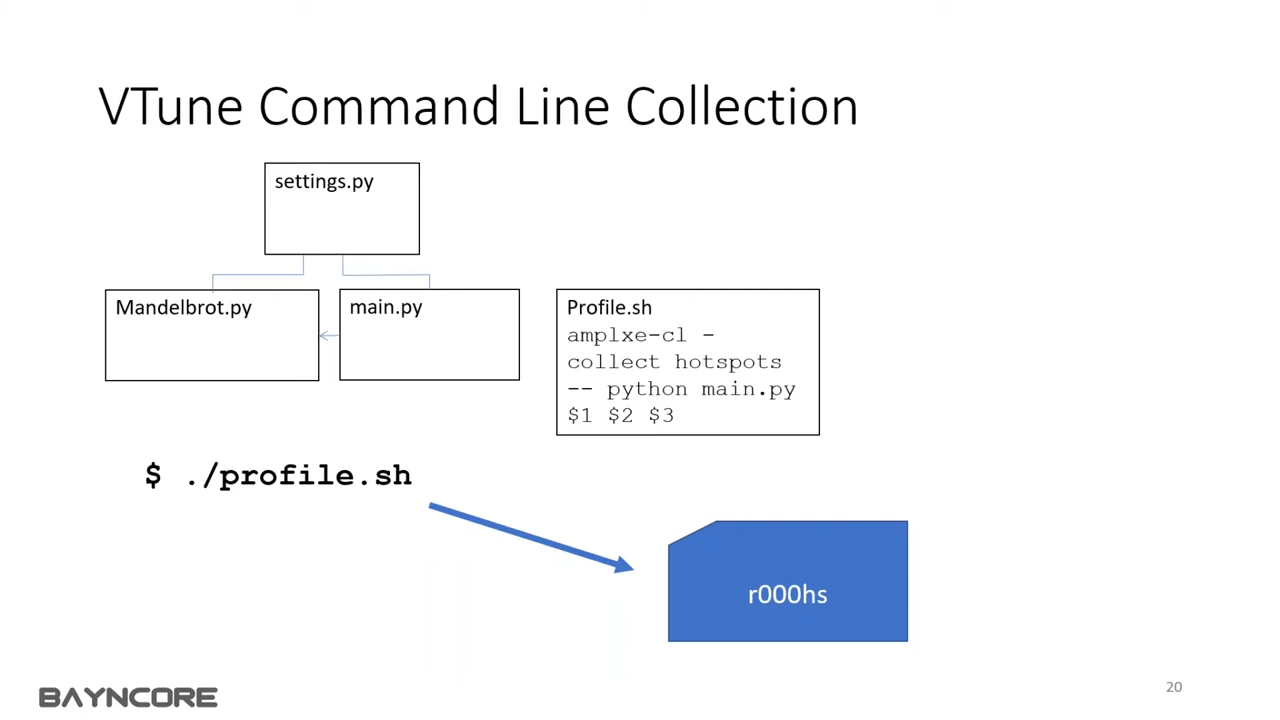 VTune Command Line Collection
settings.py
Mandelbrot.py
main.py
Profile.sh
amplxe-cl -
collect hotspots
-- python main.py
$1 $2 $3
$ ./profile.sh
r000hs
BAYNCORE
20